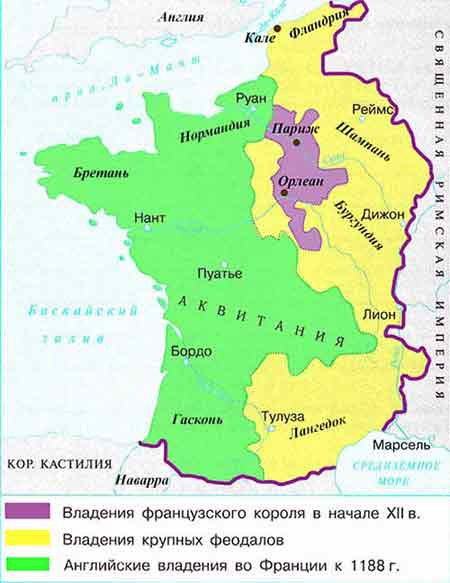 Англия
Кале
Фландрия
прол. Ла-Манш
Руан
Нормандия
Париж
Реймс
Шампань
Бретань
Орлеан
Нант
Бургундия
Дижон
Пуатье
Бискайский
залив
АКВИТАНИЯ
Лион
Бордо
Гасконь
Тулуза
Лангедок
Марсель
СРЕДИЗЕМНОЕ
МОРЕ
КОР. КАСТИЛИЯ
Наварра
СВЯЩЕННАЯ РИМСКАЯ ИМПЕРИЯ
Владения французского короля в начале XII в.
Владения крупных феодалов
Английские владения во Франции к 1188 г.